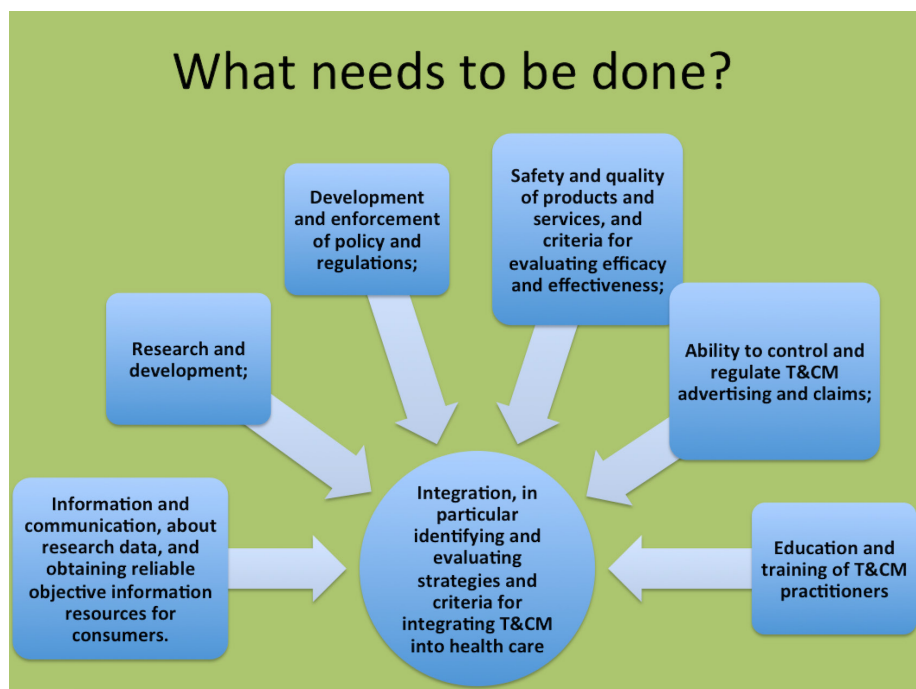 What needs to be done?
Information and
communication, about
research data, and
obtaining reliable
objective information
resources for
consumers.
Research and
development;
Development
and enforcement
of policy and
regulations;
Safety and quality
of products and
services, and
criteria for
evaluating efficacy
and effectiveness;
Ability to control and
regulate T&CM
advertising and claims;
Education and
training of T&CM
practitioners
Integration, in
particular
identifying and
evaluating
strategies and
criteria for
integrating T&CM
into health care